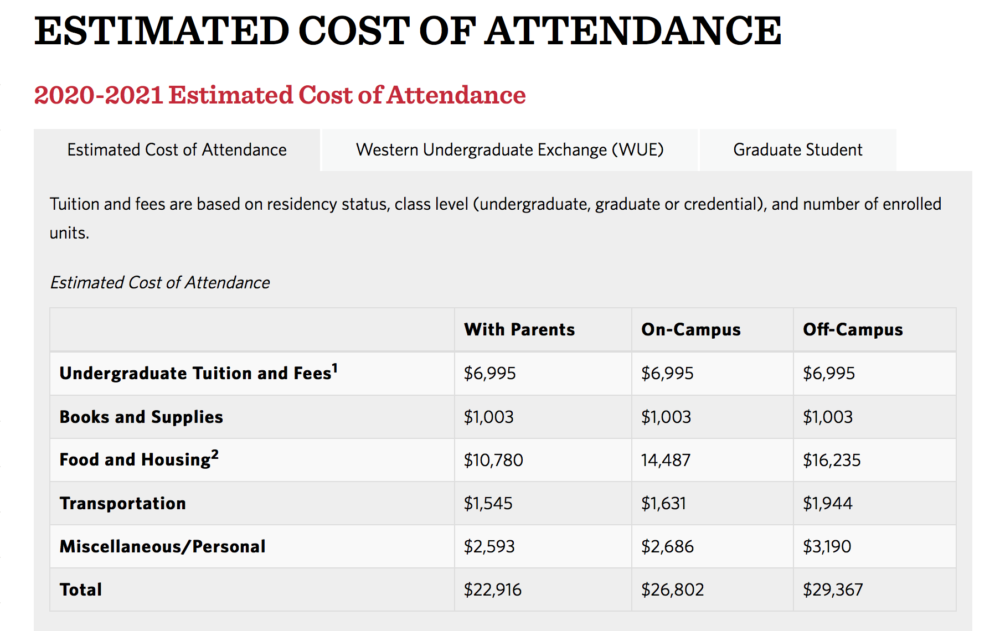 ESTIMATED COST OF ATTENDANCE
2020-2021 Estimated Cost of Attendance
Estimated Cost of Attendance Western Undergraduate Exchange (WUE) Graduate Student
Tuition and fees are based on residency status, class level (undergraduate, graduate or credential), and number of enrolled
units.
Estimated Cost of Attendance
With Parents On-Campus Off-Campus
Undergraduate Tuition and Fees¹ $6,995 $6,995 $6,995
Books and Supplies $1,003 $1,003 $1,003
Food and Housing² $10,780 14,487 $16,235
Transportation $1,545 $1,631 $1,944
Miscellaneous/Personal $2,593 $2,686 $3,190
Total $22,916 $26,802 $29,367